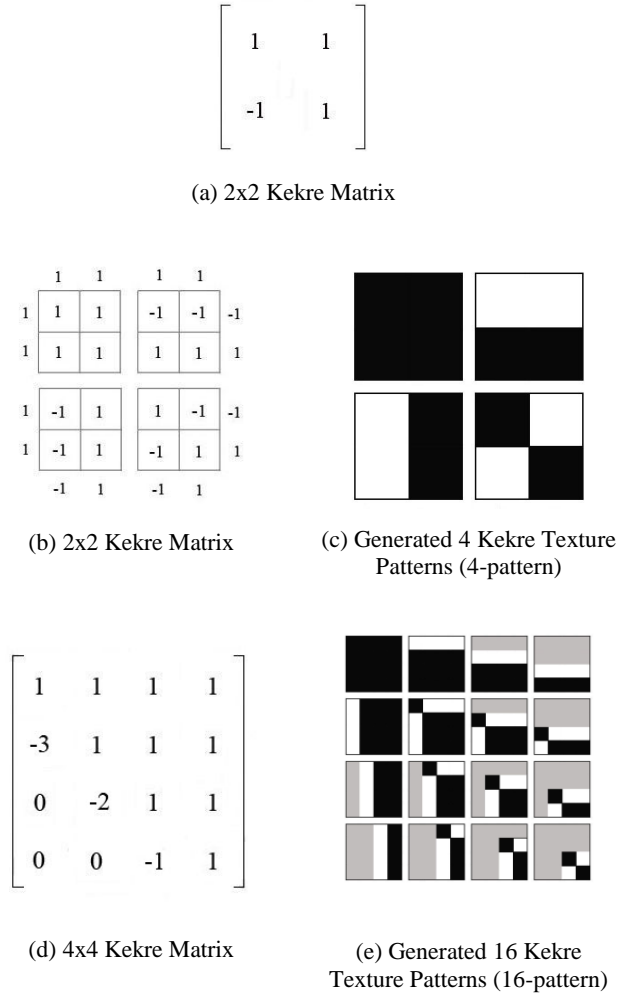 1 1
-1 1
(a) 2x2 Kekre Matrix
1 1 1 1
1 1 1 -1 -1 -1
1 1 1 1 1 1
1 -1 1 1 -1 -1
1 -1 1 -1 1 1
-1 1 -1 1
(b) 2x2 Kekre Matrix
(c) Generated 4 Kekre Texture
Patterns (4-pattern)
1 1 1 1
-3 1 1 1
0 -2 1 1
0 0 -1 1
(d) 4x4 Kekre Matrix
(e) Generated 16 Kekre
Texture Patterns (16-pattern)